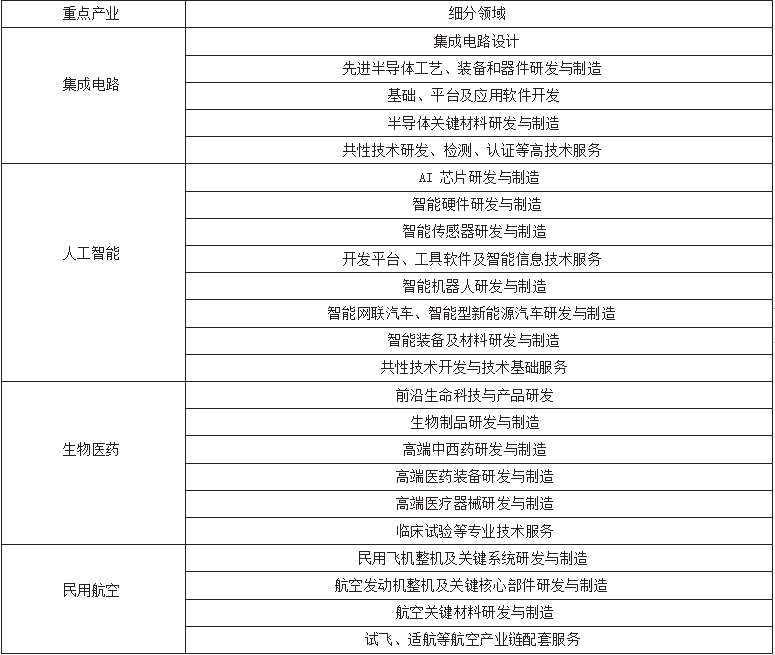 重点产业 细分领域
集成电路设计
先进半导体工艺、装备和器件研发与制造
集成电路
基础、平台及应用软件开发
半导体关键材料研发与制造
共性技术研发、检测、认证等高技术服务
AI 芯片研发与制造
智能硬件研发与制造
智能传感器研发与制造
人工智能
开发平台、工具软件及智能信息技术服务
智能机器人研发与制造
智能网联汽车、智能型新能源汽车研发与制造
智能装备及材料研发与制造
共性技术开发与技术基础服务
前沿生命科技与产品研发
生物制品研发与制造
生物医药 高端中西药研发与制造
高端医药装备研发与制造
高端医疗器械研发与制造
临床试验等专业技术服务
民用飞机整机及关键系统研发与制造
民用航空 航空发动机整机及关键核心部件研发与制造
航空关键材料研发与制造
试飞、适航等航空产业链配套服务